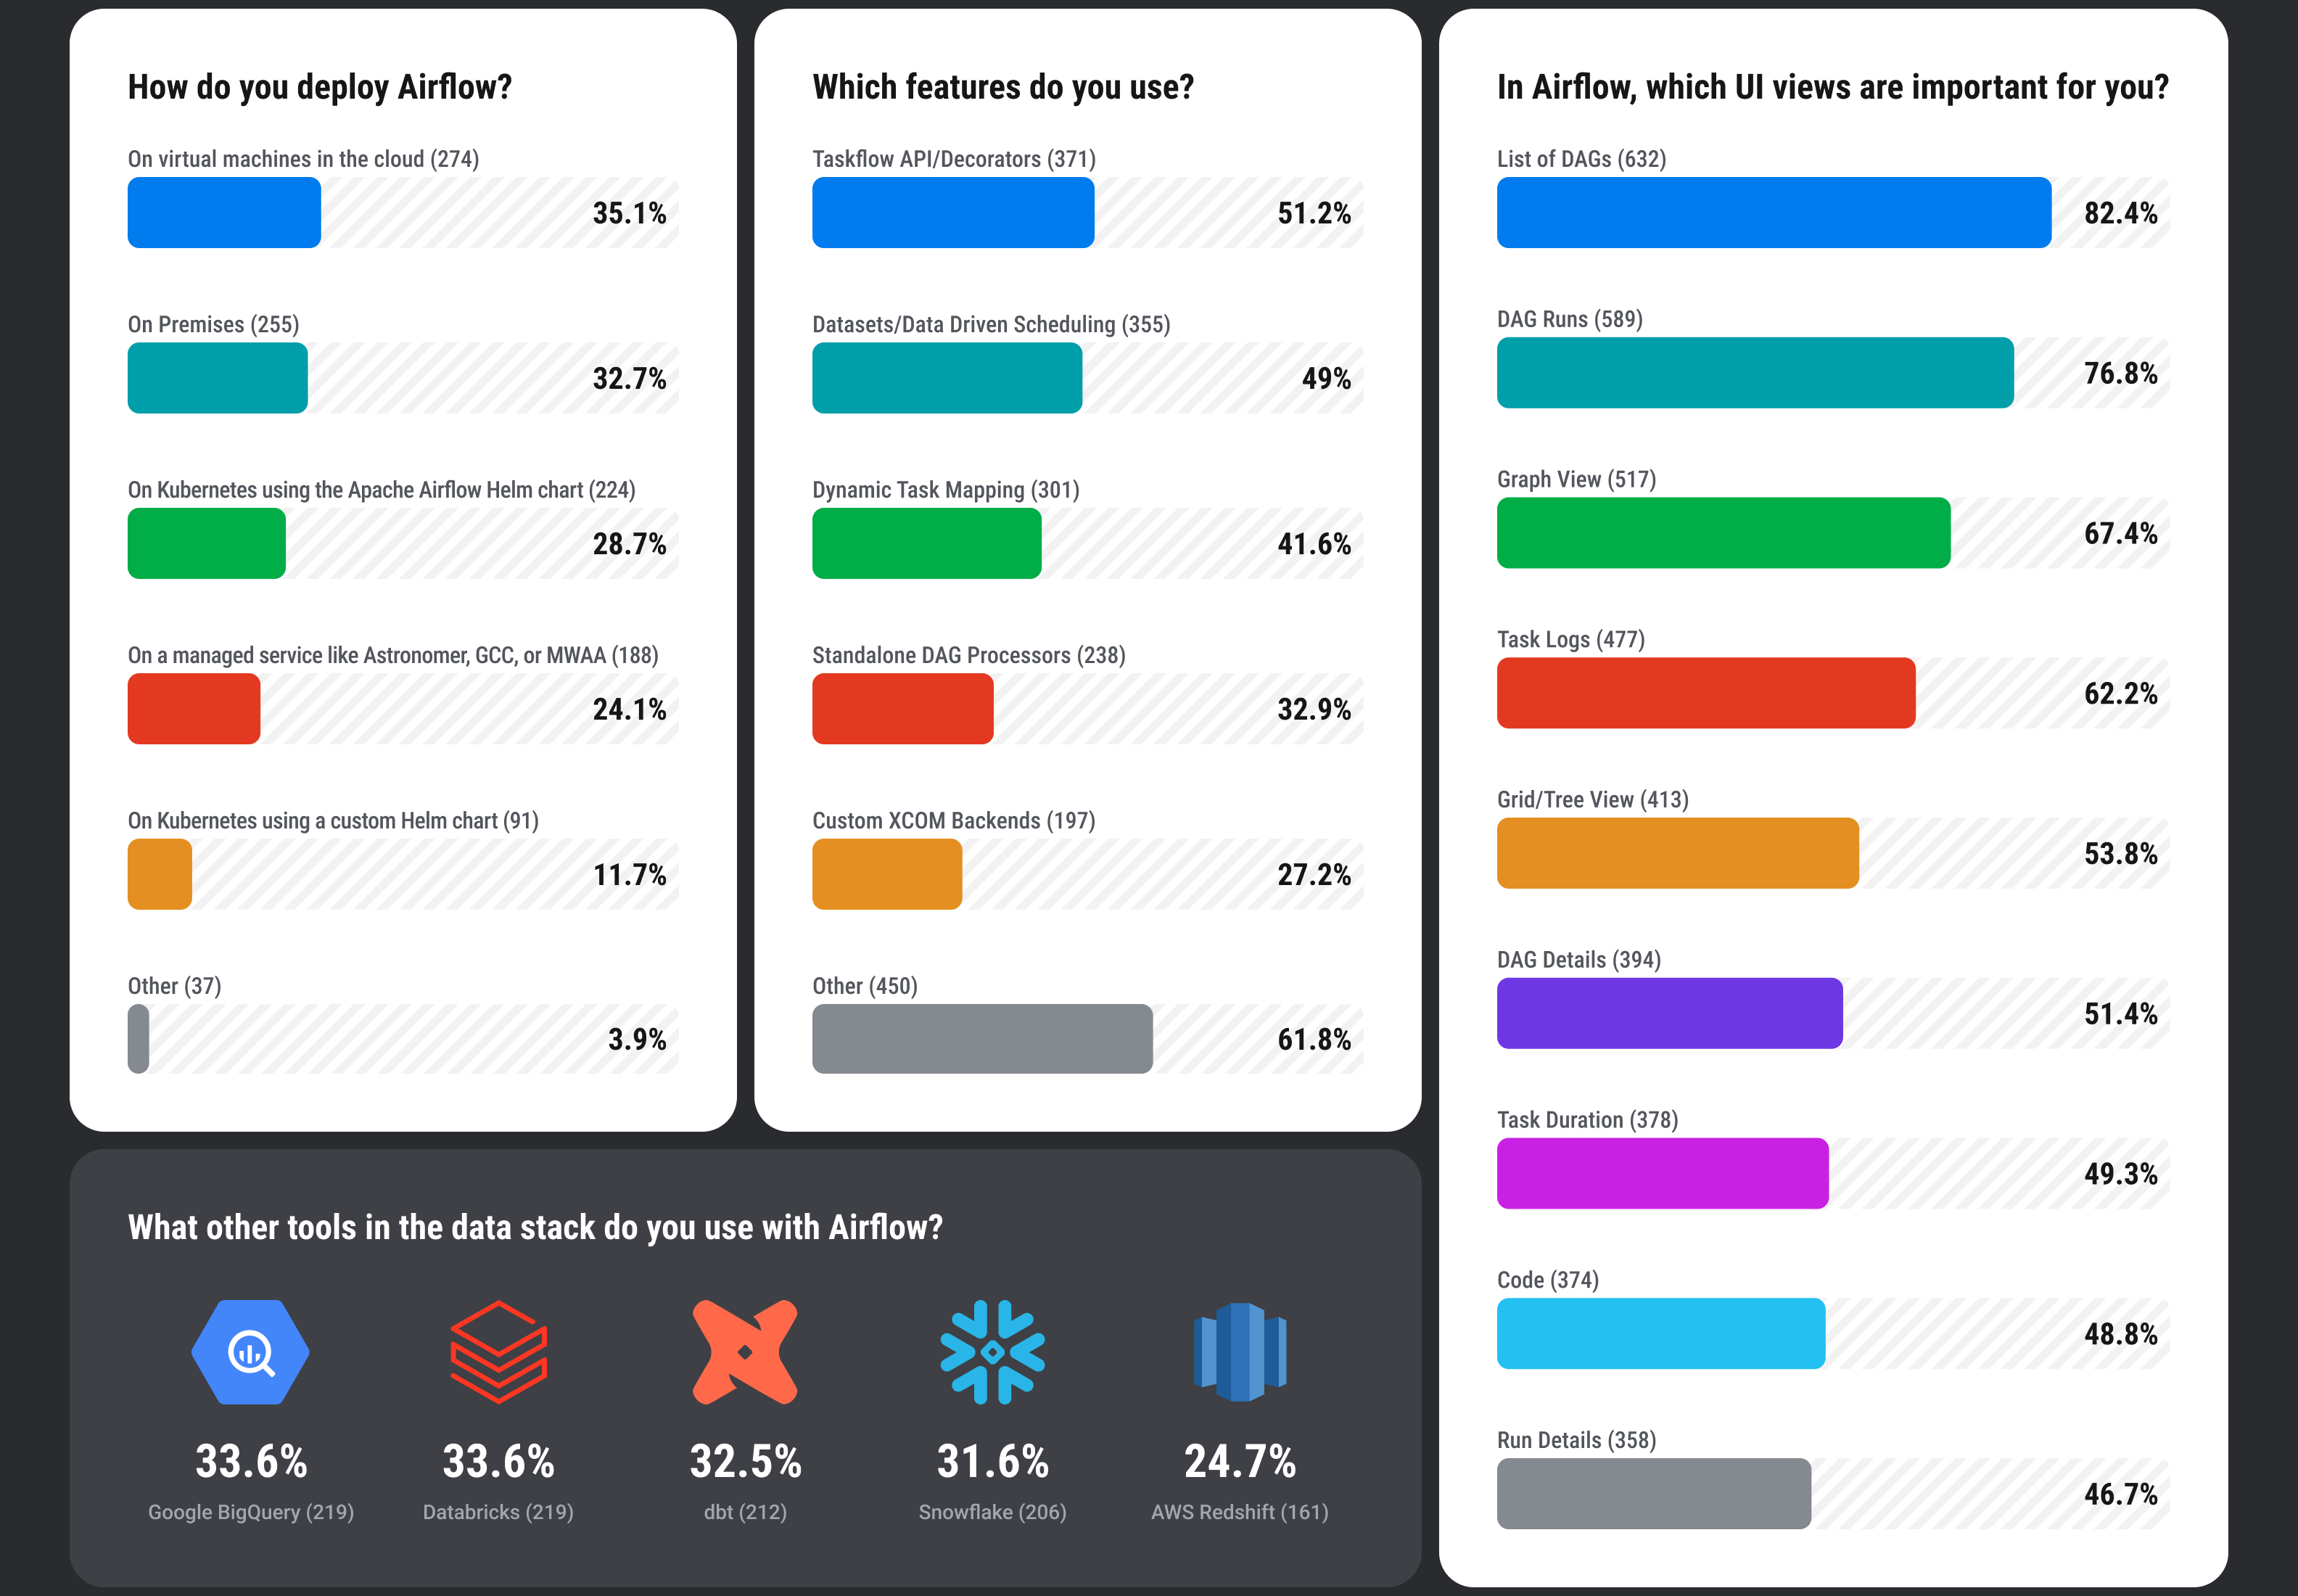 How do you deploy Airflow?
On virtual machines in the cloud (274)
35.1%
On Premises (255)
32.7%
On Kubernetes using the Apache Airflow Helm chart (224)
28.7%
On a managed service like Astronomer, GCC, or MWAA (188)
24.1%
On Kubernetes using a custom Helm chart (91)
11.7%
Other (37)
3.9%
Which features do you use?
Taskflow API/Decorators (371)
51.2%
Datasets/Data Driven Scheduling (355)
49%
Dynamic Task Mapping (301)
41.6%
Standalone DAG Processors (238)
32.9%
Custom XCOM Backends (197)
27.2%
Other (450)
61.8%
In Airflow, which UI views are important for you?
List of DAGs (632)
82.4%
DAG Runs (589)
76.8%
Graph View (517)
67.4%
Task Logs (477)
62.2%
Grid/Tree View (413)
53.8%
DAG Details (394)
51.4%
Task Duration (378)
49.3%
Code (374)
48.8%
Run Details (358)
46.7%
What other tools in the data stack do you use with Airflow?
33.6%
Google BigQuery (219)
33.6%
Databricks (219)
32.5%
dbt (212)
31.6%
Snowflake (206)
24.7%
AWS Redshift (161)